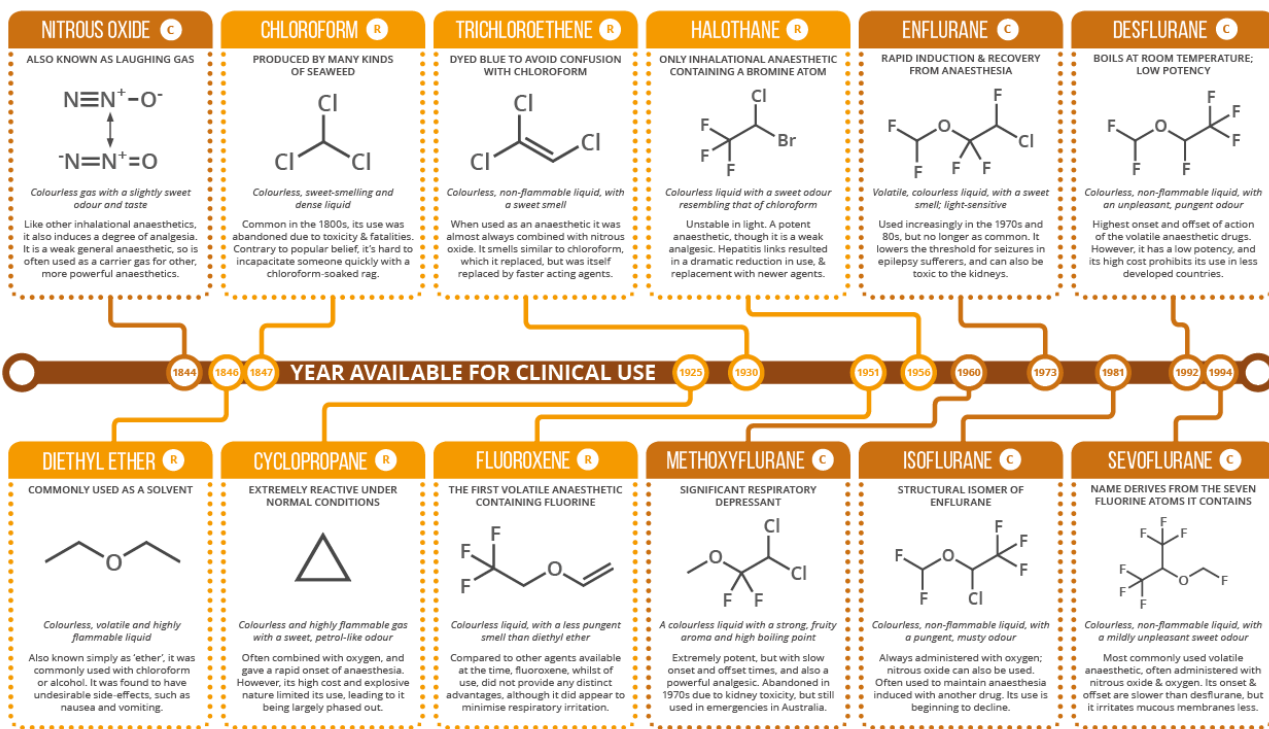 NITROUS OXIDE C
ALSO KNOWN AS LAUGHING GAS
N≡N⁺–O⁻
⁻N=N⁺=O
Colourless gas with a slightly sweet
odour and taste
Like other inhalational anaesthetics,
it also induces a degree of analgesia.
It is a weak general anaesthetic, so is
often used as a carrier gas for other,
more powerful anaesthetics.
CHLOROFORM R
PRODUCED BY MANY KINDS
OF SEAWEED
Cl
Cl Cl
Colourless, sweet-smelling and
dense liquid
Common in the 1800s, its use was
abandoned due to toxicity & fatalities.
Contrary to popular belief, it's hard to
incapacitate someone quickly with a
chloroform-soaked rag.
TRICHLOROETHENE R
DYED BLUE TO AVOID CONFUSION
WITH CHLOROFORM
Cl
Cl
Cl
Colourless, non-flammable liquid, with
a sweet smell
When used as an anaesthetic it was
almost always combined with nitrous
oxide. It smells similar to chloroform,
which it replaced, but was itself
replaced by faster acting agents.
HALOTHANE R
ONLY INHALATIONAL ANAESTHETIC
CONTAINING A BROMINE ATOM
Cl
F
F Br
F
Colourless liquid with a sweet odour
resembling that of chloroform
Unstable in light. A potent
anaesthetic, though it is a weak
analgesic. Hepatitis links resulted
in a dramatic reduction in use, &
replacement with newer agents.
ENFLURANE C
RAPID INDUCTION & RECOVERY
FROM ANAESTHESIA
F
F O
Cl
F F F
Volatile, colourless liquid, with a sweet
smell; light-sensitive
Used increasingly in the 1970s and
80s, but no longer as common. It
lowers the threshold for seizures in
epilepsy sufferers, and can also be
toxic to the kidneys.
DESFLURANE C
BOILS AT ROOM TEMPERATURE;
LOW POTENCY
F
F O F
F
F F
Colourless, non-flammable liquid, with
an unpleasant, pungent odour
Highest onset and offset of action
of the volatile anaesthetic drugs.
However, it has a low potency, and
its high cost prohibits its use in less
developed countries.
1844 1846 1847 YEAR AVAILABLE FOR CLINICAL USE 1925 1930 1951 1956 1960 1973 1981 1992 1994
DIETHYL ETHER R
COMMONLY USED AS A SOLVENT
O
Colourless, volatile and highly
flammable liquid
Also known simply as 'ether', it was
commonly used with chloroform
or alcohol. It was found to have
undesirable side-effects, such as
nausea and vomiting.
CYCLOPROPANE R
EXTREMELY REACTIVE UNDER
NORMAL CONDITIONS
Colourless and highly flammable gas
with a sweet, petrol-like odour
Often combined with oxygen, and
gave a rapid onset of anaesthesia.
However, its high cost and explosive
nature limited its use, leading to it
being largely phased out.
FLUOROXENE R
THE FIRST VOLATILE ANAESTHETIC
CONTAINING FLUORINE
F
F
O
F
Colourless liquid, with a less pungent
smell than diethyl ether
Compared to other agents available
at the time, fluoroxene, whilst of
use, did not provide any distinct
advantages, although it did appear to
minimise respiratory irritation.
METHOXYFLURANE C
SIGNIFICANT RESPIRATORY
DEPRESSANT
Cl
O
Cl
F F
A colourless liquid with a strong, fruity
aroma and high boiling point
Extremely potent, but with slow
onset and offset times, and also a
powerful analgesic. Abandoned in
1970s due to kidney toxicity, but still
used in emergencies in Australia.
ISOFLURANE C
STRUCTURAL ISOMER OF
ENFLURANE
F
F O F
F
F Cl
Colourless, non-flammable liquid, with
a pungent, musty odour
Always administered with oxygen;
nitrous oxide can also be used.
Often used to maintain anaesthesia
induced with another drug. Its use is
beginning to decline.
SEVOFLURANE C
NAME DERIVES FROM THE SEVEN
FLUORINE ATOMS IT CONTAINS
F
F F
F
F O F
F
Colourless, non-flammable liquid, with
a mildly unpleasant sweet odour
Most commonly used volatile
anaesthetic, often administered with
nitrous oxide & oxygen. Its onset &
offset are slower than desflurane, but
it irritates mucous membranes less.